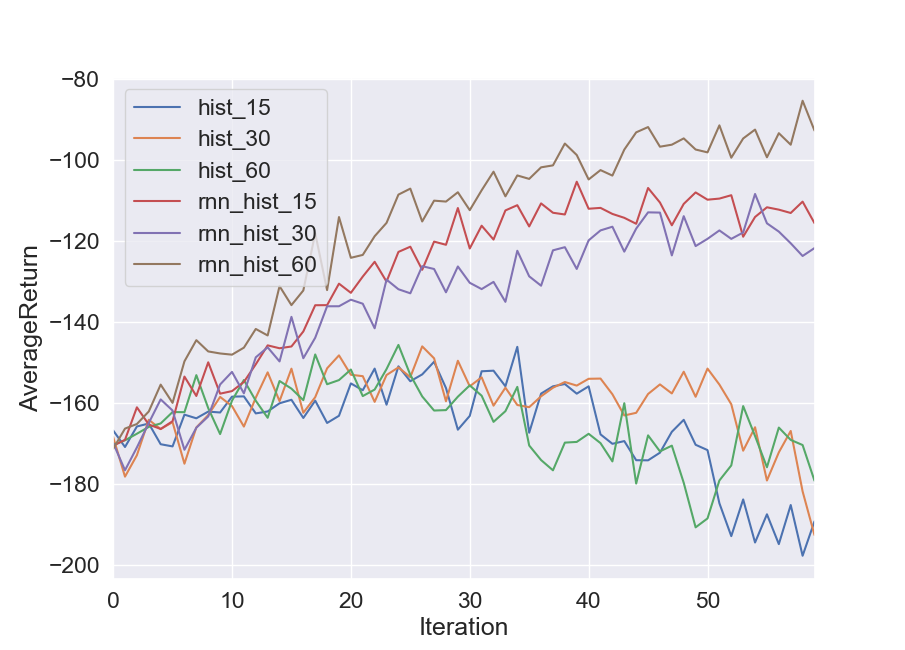 −80
−100
−120
−140
−160
−180
−200
AverageReturn
hist_15
hist_30
hist_60
rnn_hist_15
rnn_hist_30
rnn_hist_60
0 10 20 30 40 50
Iteration